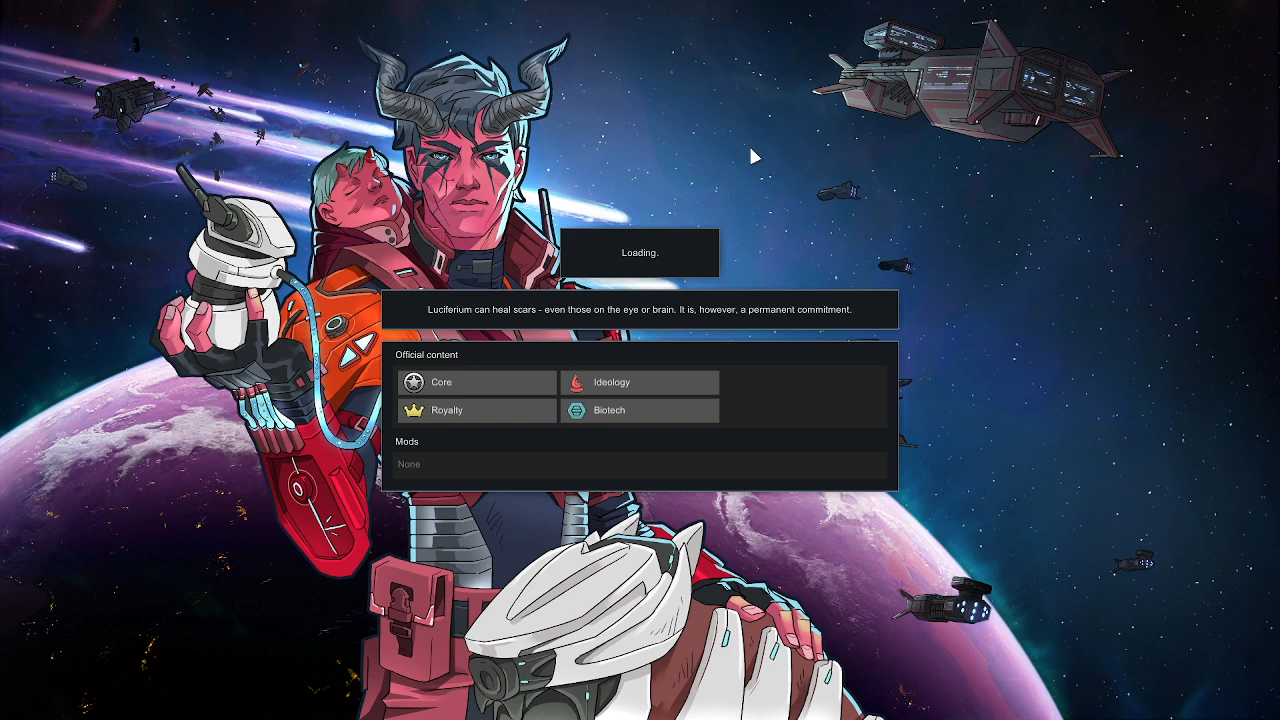 Loading.
Luciferium can heal scars - even those on the eye or brain. It is, however, a permanent commitment.
Official content
Core
Ideology
Royalty
Biotech
Mods
None